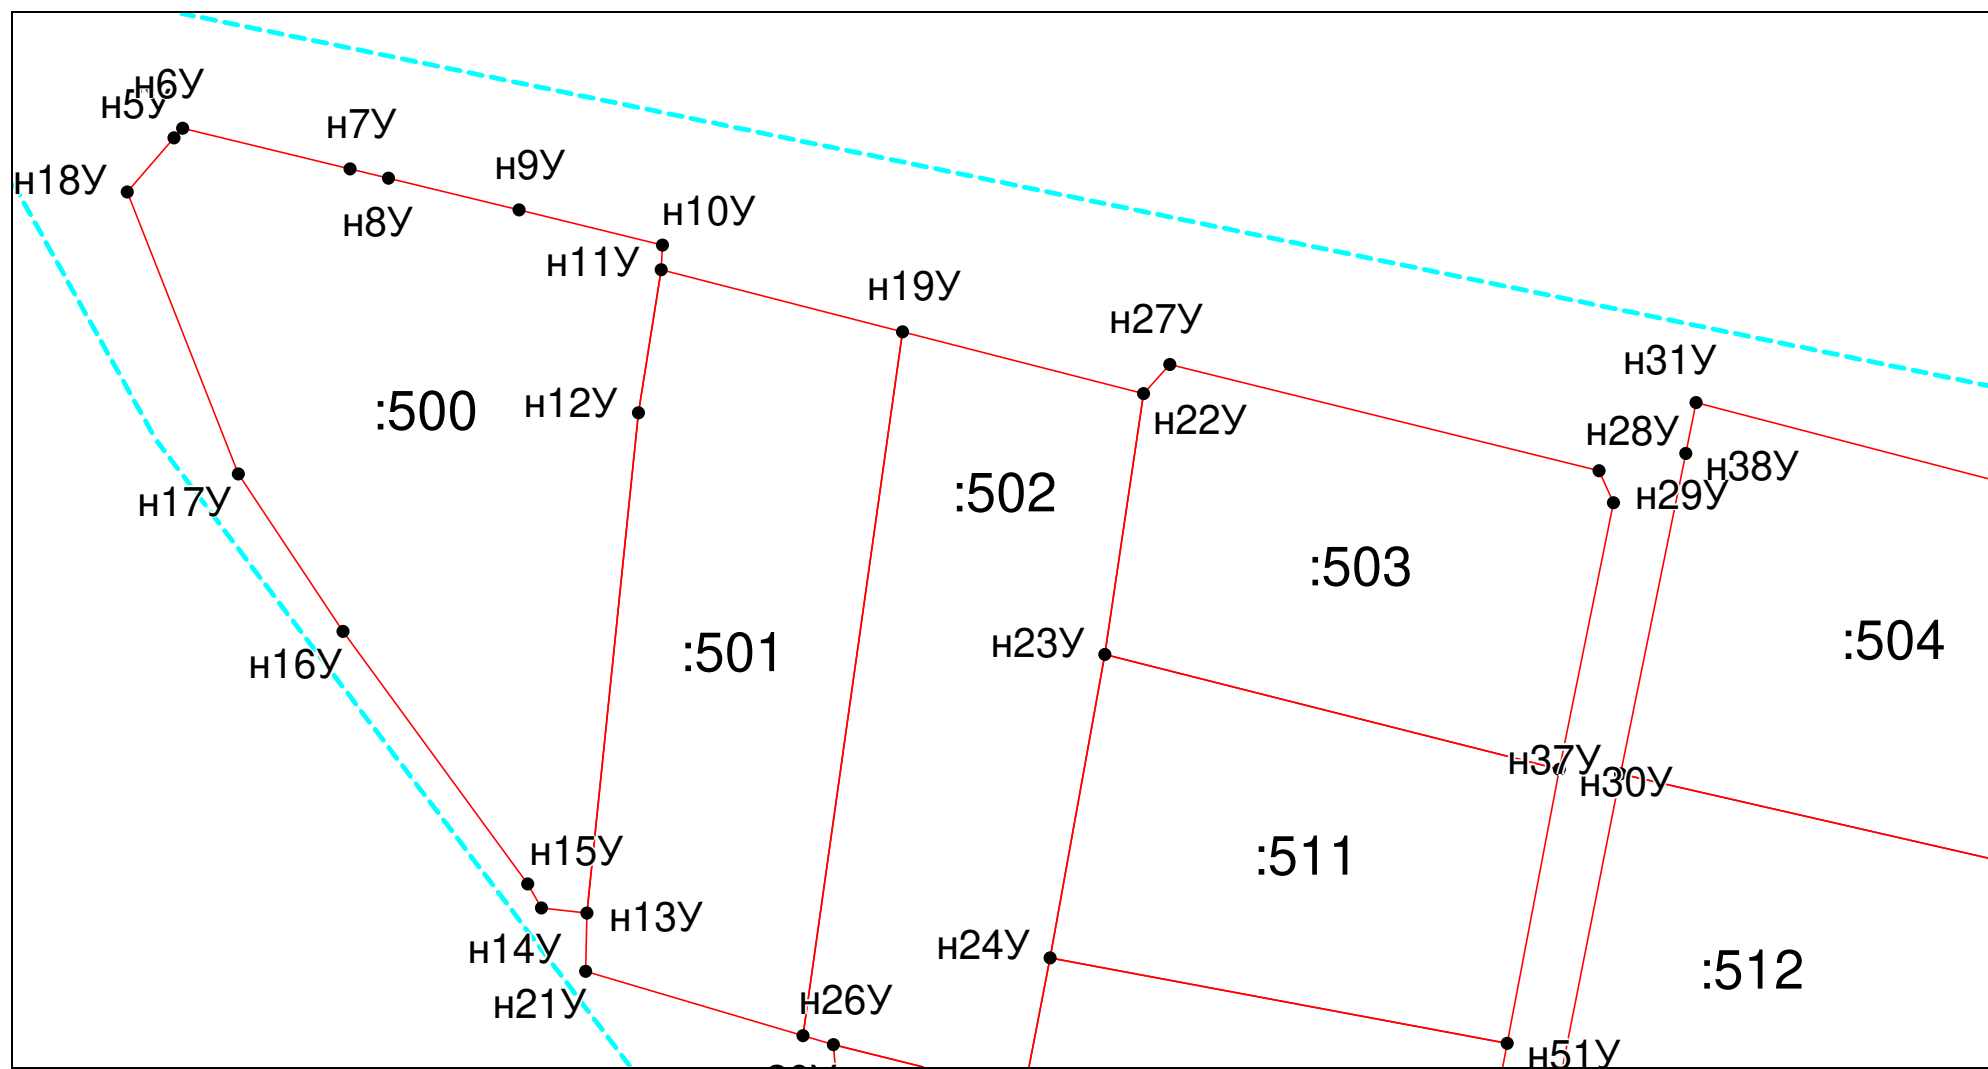 н6У
н5У
н7У
н9У
н18У
н8У
н10У
н11У
н19У
н27У
н31У
:500
н12У
н22У
н28У
н38У
н29У
:502
н17У
:503
н23У
:504
:501
н16У
н37У
н30У
н15У
:511
н13У
н14У
н24У
:512
н21У
н26У
н51У